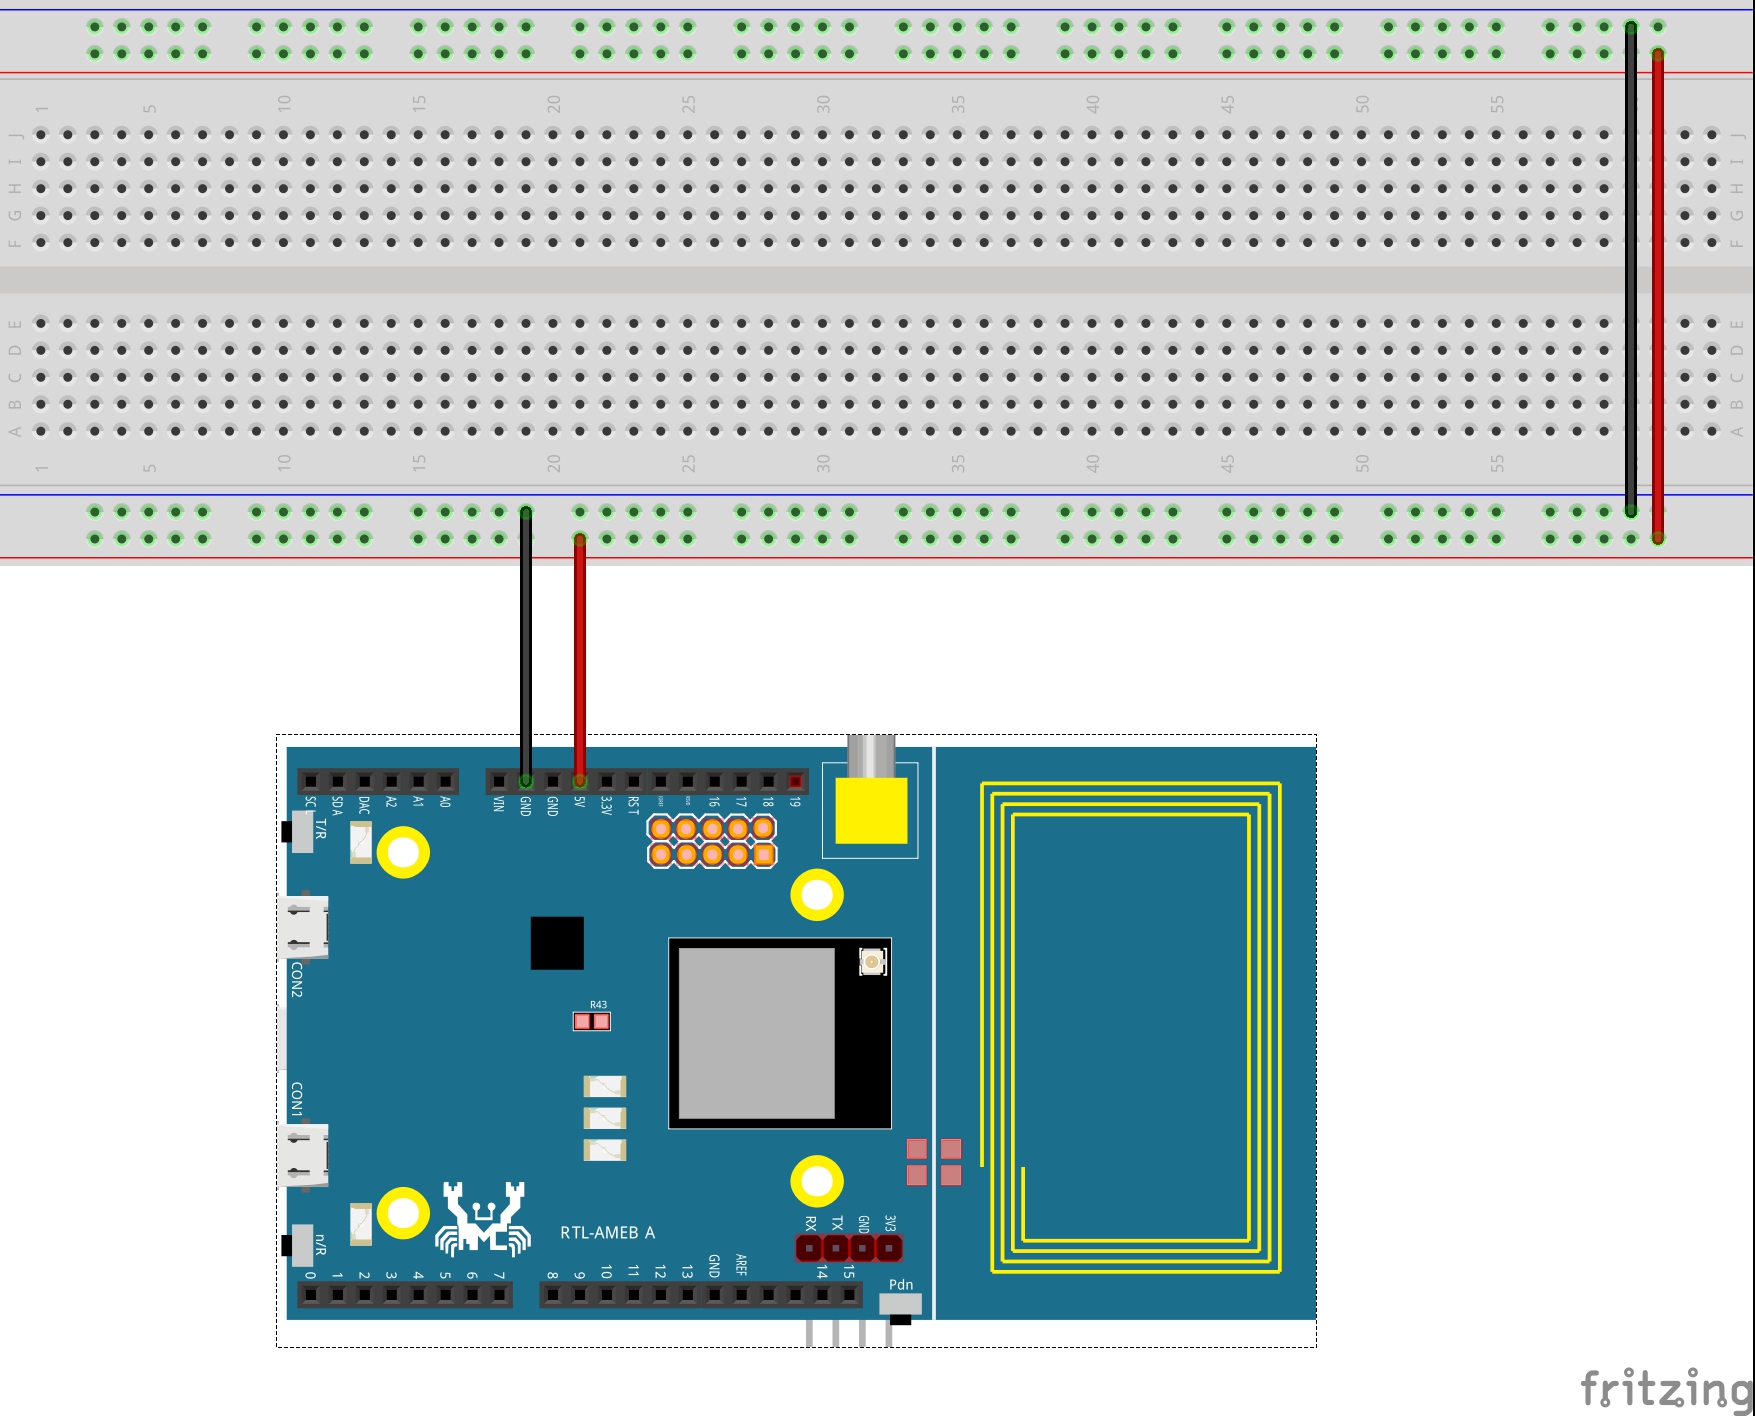 1 5 10 15 20 25 30 35 40 45 50 55
J J
I I
H H
G G
F F
E E
D D
C C
B B
A A
1 5 10 15 20 25 30 35 40 45 50 55
SC SDA DAC A2 A1 A0 VIN GND GND 5V 3.3V RST 16 17 18 19
T/R
CON2
R43
CON1
RTL-AMEBA
RX TX GND 3V3
n/R
0 1 2 3 4 5 6 7 8 9 10 11 12 13 GND AREF 14 15
Pdn
fritzing